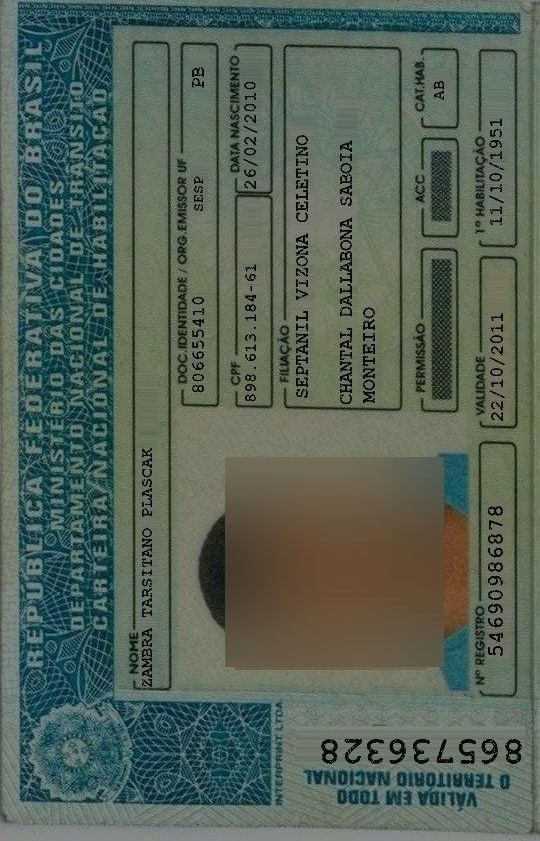 REPÚBLICA FEDERATIVA DO BRASIL
MINISTÉRIO DAS CIDADES
DEPARTAMENTO NACIONAL DE TRÂNSITO
CARTEIRA NACIONAL DE HABILITAÇÃO
NOME
ZAMBRA TARSITANO PLASCAK
DOC. IDENTIDADE / ORG. EMISSOR UF
806655410 SESP PB
CPF DATA NASCIMENTO
898.613.184-61 26/02/2010
FILIAÇÃO
SEPTANIL VIZONA CELETINO
CHANTAL DALLABONA SABOIA
MONTEIRO
PERMISSÃO ACC CAT.HAB.
AB
Nº REGISTRO VALIDADE 1ª HABILITAÇÃO
54690986878 22/10/2011 11/10/1951
VÁLIDA EM TODO
O TERRITÓRIO NACIONAL
865736328
INTERPRINT LTDA